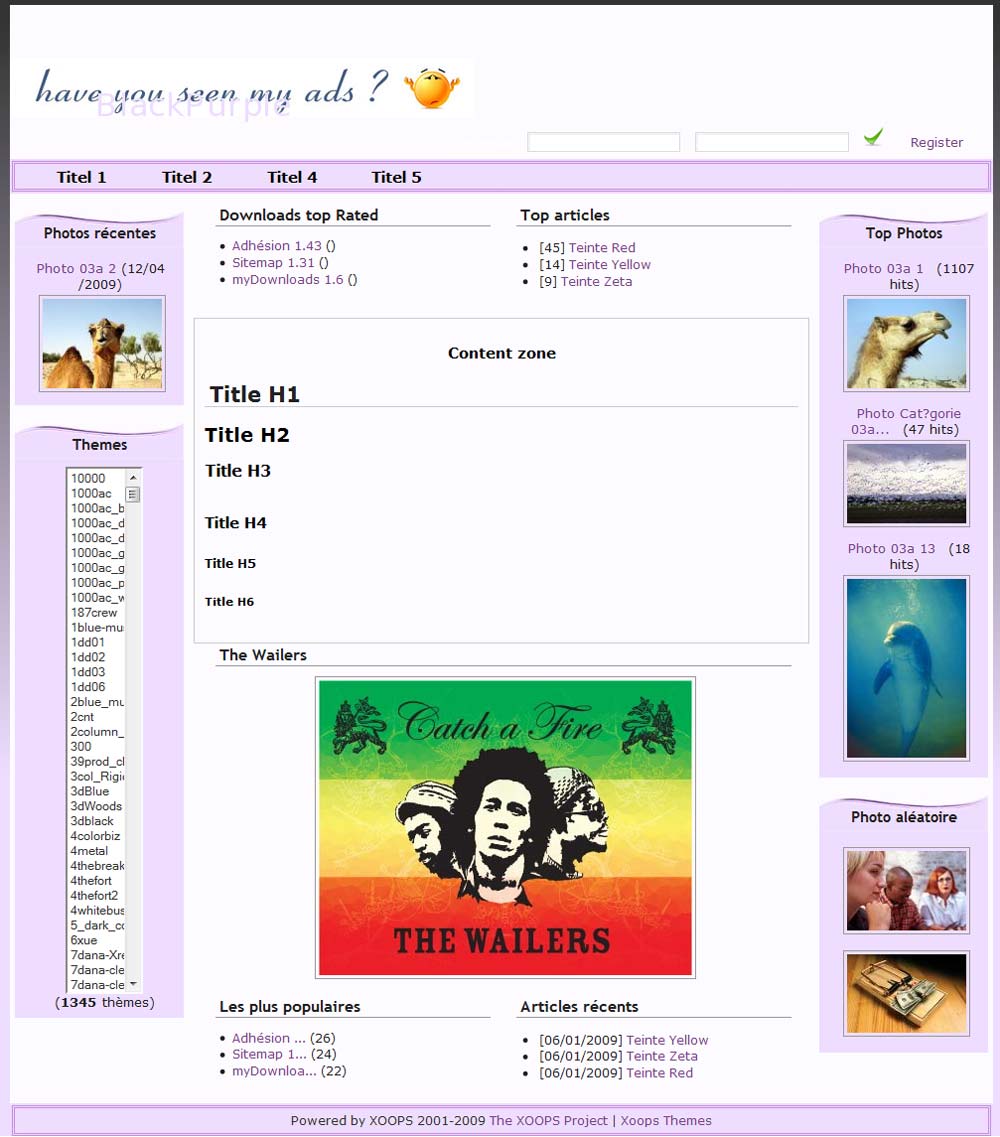 have you seen my ads ?
BlackPurple
Register
Titel 1 Titel 2 Titel 4 Titel 5
Photos récentes
Photo 03a 2 (12/04
/2009)
Themes
10000
1000ac
1000ac_b
1000ac_d
1000ac_d
1000ac_g
1000ac_g
1000ac_p
1000ac_w
187crew
1blue-mu
1dd01
1dd02
1dd03
1dd06
2blue_mu
2cnt
2column_
300
39prod_cl
3col_Rigi
3dBlue
3dWoods
3dblack
4colorbiz
4metal
4thebreak
4thefort
4thefort2
4whitebus
5_dark_co
6xue
7dana-Xre
7dana-cle
7dana-cle
(1345 thèmes)
Downloads top Rated
Adhésion 1.43 ()
Sitemap 1.31 ()
myDownloads 1.6 ()
Top articles
[45] Teinte Red
[14] Teinte Yellow
[9] Teinte Zeta
Content zone
Title H1
Title H2
Title H3
Title H4
Title H5
Title H6
The Wailers
Catch a Fire
THE WAILERS
Les plus populaires
Adhésion ... (26)
Sitemap 1... (24)
myDownloa... (22)
Articles récents
[06/01/2009] Teinte Yellow
[06/01/2009] Teinte Zeta
[06/01/2009] Teinte Red
Top Photos
Photo 03a 1 (1107
hits)
Photo Cat?gorie
03a... (47 hits)
Photo 03a 13 (18
hits)
Photo aléatoire
Powered by XOOPS 2001-2009 The XOOPS Project | Xoops Themes